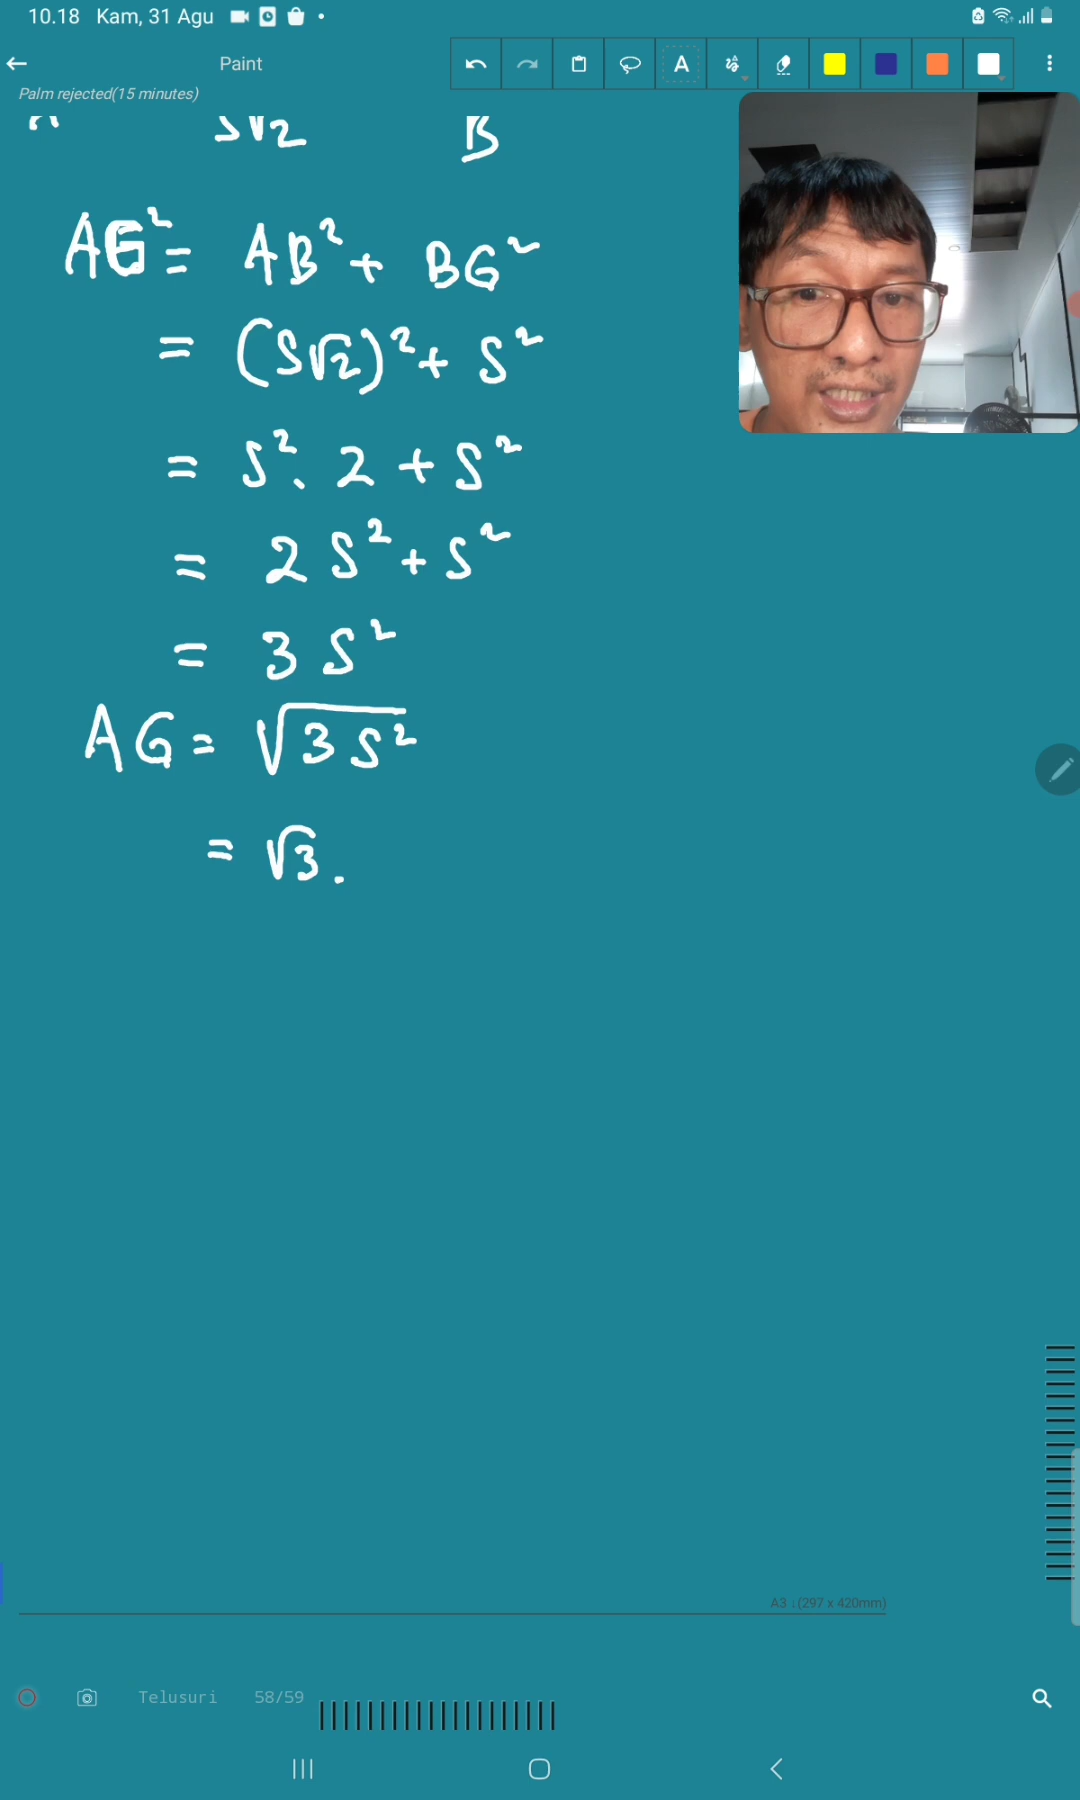 10.18 Kam, 31 Agu
Paint
A
Palm rejected(15 minutes)
S√2 B
AG² = AB² + BG²
= (S√2)² + S²
= S² . 2 + S²
= 2 S² + S²
= 3 S²
AG = √3 S²
= √3 .
A3 : (297 x 420mm)
Telusuri 58/59